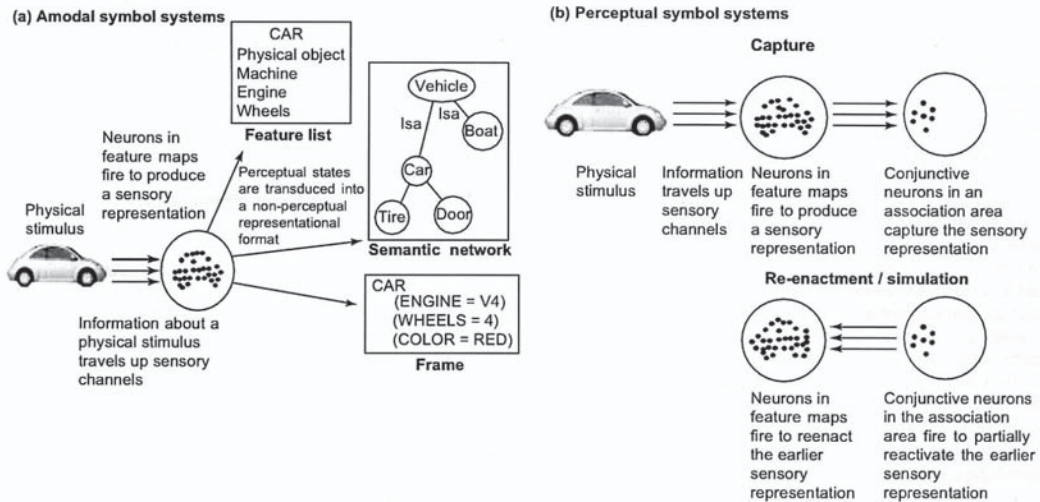 (a) Amodal symbol systems
CAR
Physical object
Machine
Engine
Wheels
Feature list
Neurons in
feature maps
fire to produce
a sensory
representation
Perceptual states
are transduced into
a non-perceptual
representational
format
Physical
stimulus
Information about a
physical stimulus
travels up sensory
channels
Vehicle
Isa
Isa
Boat
Car
Tire
Door
Semantic network
CAR
(ENGINE = V4)
(WHEELS = 4)
(COLOR = RED)
Frame
(b) Perceptual symbol systems
Capture
Physical
stimulus
Information
travels up
sensory
channels
Neurons in
feature maps
fire to produce
a sensory
representation
Conjunctive
neurons in an
association area
capture the sensory
representation
Re-enactment / simulation
Neurons in
feature maps
fire to reenact
the earlier
sensory
representation
Conjunctive neurons
in the association
area fire to partially
reactivate the earlier
sensory
representation